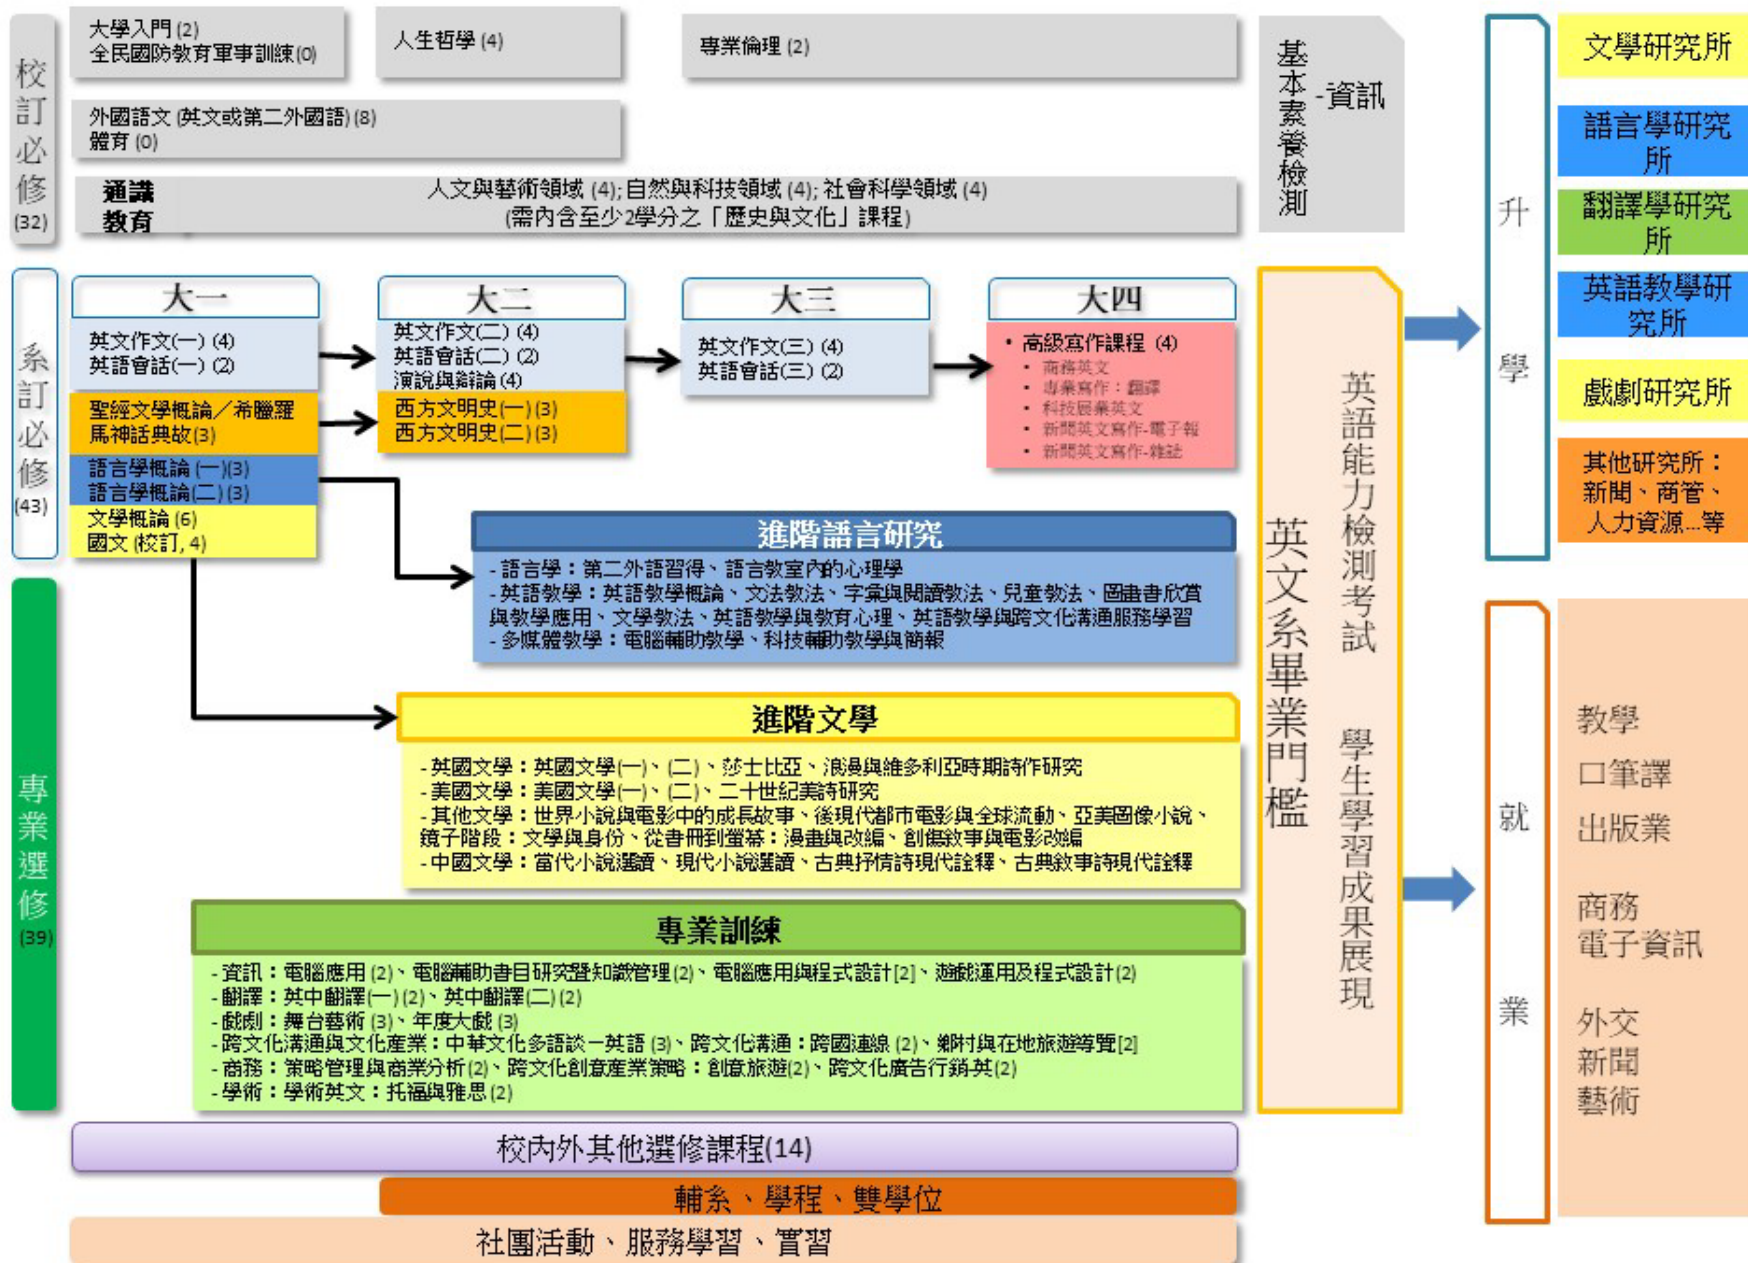 校訂必修
(32)
大學入門 (2)
全民國防教育軍事訓練(0)
人生哲學 (4)
專業倫理 (2)
外國語文 (英文或第二外國語) (8)
體育 (0)
通識
教育
人文與藝術領域 (4); 自然與科技領域 (4); 社會科學領域 (4)
(需內含至少2學分之「歷史與文化」課程)
基本素養檢測
-資訊
系訂必修
(43)
大一
英文作文(一) (4)
英語會話(一) (2)
聖經文學概論／希臘羅
馬神話典故(3)
語言學概論 (一)(3)
語言學概論(二) (3)
文學概論 (6)
國文 (校訂, 4)
大二
英文作文(二) (4)
英語會話(二) (2)
演說與辯論 (4)
西方文明史(一) (3)
西方文明史(二) (3)
大三
英文作文(三) (4)
英語會話(三) (2)
大四
• 高級寫作課程 (4)
• 商務英文
• 專業寫作：翻譯
• 科技展業英文
• 新聞英文寫作-電子報
• 新聞英文寫作-雜誌
進階語言研究
- 語言學：第二外語習得、語言教室內的心理學
- 英語教學：英語教學概論、文法教法、字彙與閱讀教法、兒童教法、圖畫書欣賞
與教學應用、文學教法、英語教學與教育心理、英語教學與跨文化溝通服務學習
- 多媒體教學：電腦輔助教學、科技輔助教學與簡報
專業選修
(39)
進階文學
- 英國文學：英國文學(一)、(二)、莎士比亞、浪漫與維多利亞時期詩作研究
- 美國文學：美國文學(一)、(二)、二十世紀美詩研究
- 其他文學：世界小說與電影中的成長故事、後現代都市電影與全球流動、亞美圖像小說、
鏡子階段：文學與身份、從書冊到螢幕：漫畫與改編、創傷敘事與電影改編
- 中國文學：當代小說選讀、現代小說選讀、古典抒情詩現代詮釋、古典敘事詩現代詮釋
專業訓練
- 資訊：電腦應用 (2)、電腦輔助書目研究暨知識管理(2)、電腦應用與程式設計[2]、遊戲運用及程式設計(2)
- 翻譯：英中翻譯(一) (2)、英中翻譯(二) (2)
- 戲劇：舞台藝術 (3)、年度大戲 (3)
- 跨文化溝通與文化產業：中華文化多語談－英語 (3)、跨文化溝通：跨國連線 (2)、鄉村與在地旅遊導覽[2]
- 商務：策略管理與商業分析(2)、跨文化創意產業策略：創意旅遊(2)、跨文化廣告行銷-英(2)
- 學術：學術英文：托福與雅思(2)
校內外其他選修課程(14)
輔系、學程、雙學位
社團活動、服務學習、實習
英文系畢業門檻
英語能力檢測考試
學生學習成果展現
升學
文學研究所
語言學研究
所
翻譯學研究
所
英語教學研
究所
戲劇研究所
其他研究所：
新聞、商管、
人力資源...等
就業
教學
口筆譯
出版業
商務
電子資訊
外交
新聞
藝術